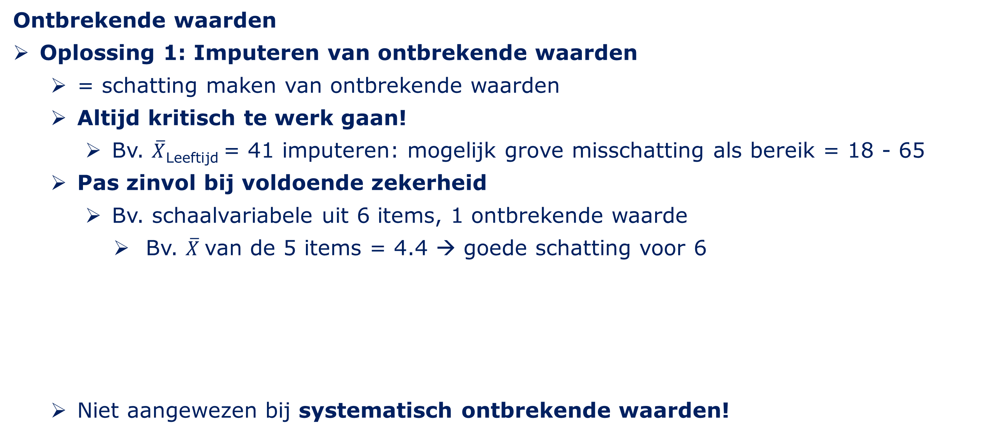 Ontbrekende waarden
➢ Oplossing 1: Imputeren van ontbrekende waarden
➢ = schatting maken van ontbrekende waarden
➢ Altijd kritisch te werk gaan!
➢ Bv. X̄ Leeftijd = 41 imputeren: mogelijk grove misschatting als bereik = 18 - 65
➢ Pas zinvol bij voldoende zekerheid
➢ Bv. schaalvariabele uit 6 items, 1 ontbrekende waarde
➢ Bv. X̄ van de 5 items = 4.4 → goede schatting voor 6
➢ Niet aangewezen bij systematisch ontbrekende waarden!